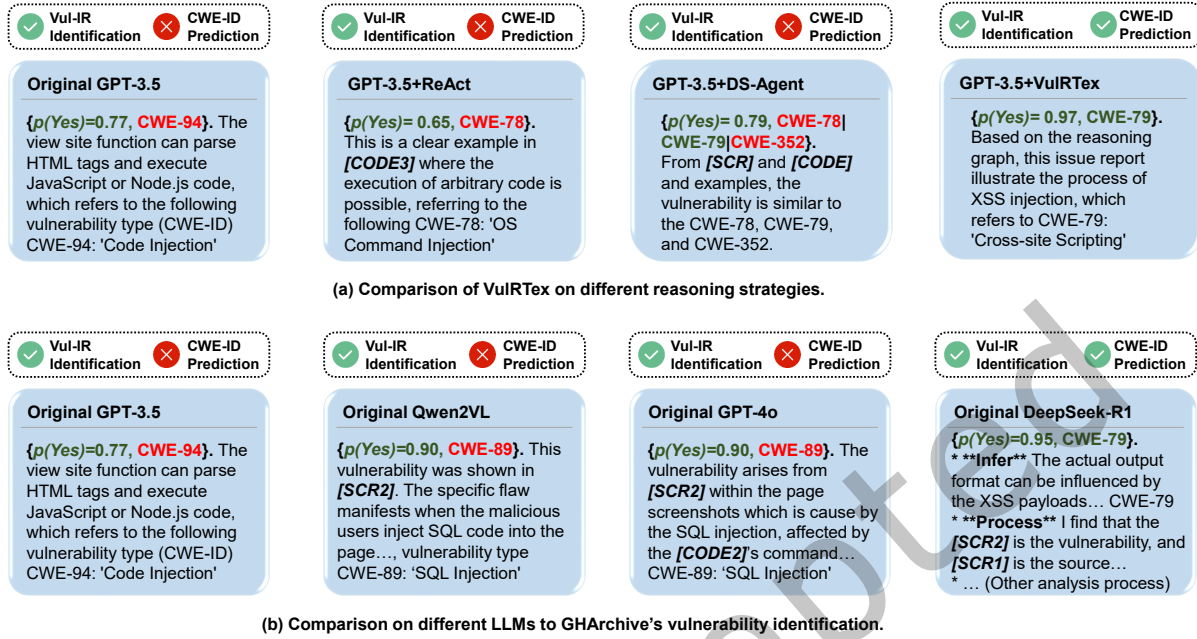 Vul-IR Identification
CWE-ID Prediction
Original GPT-3.5
{p(Yes)=0.77, CWE-94}. The
view site function can parse
HTML tags and execute
JavaScript or Node.js code,
which refers to the following
vulnerability type (CWE-ID)
CWE-94: 'Code Injection'
Vul-IR Identification
CWE-ID Prediction
GPT-3.5+ReAct
{p(Yes)= 0.65, CWE-78}.
This is a clear example in
[CODE3] where the
execution of arbitrary code is
possible, referring to the
following CWE-78: 'OS
Command Injection'
Vul-IR Identification
CWE-ID Prediction
GPT-3.5+DS-Agent
{p(Yes)= 0.79, CWE-78|
CWE-79|CWE-352}.
From [SCR] and [CODE]
and examples, the
vulnerability is similar to
the CWE-78, CWE-79,
and CWE-352.
Vul-IR Identification
CWE-ID Prediction
GPT-3.5+VulRTex
{p(Yes)= 0.97, CWE-79}.
Based on the reasoning
graph, this issue report
illustrate the process of
XSS injection, which
refers to CWE-79:
'Cross-site Scripting'
(a) Comparison of VulRTex on different reasoning strategies.
Vul-IR Identification
CWE-ID Prediction
Original GPT-3.5
{p(Yes)=0.77, CWE-94}. The
view site function can parse
HTML tags and execute
JavaScript or Node.js code,
which refers to the following
vulnerability type (CWE-ID)
CWE-94: 'Code Injection'
Vul-IR Identification
CWE-ID Prediction
Original Qwen2VL
{p(Yes)=0.90, CWE-89}. This
vulnerability was shown in
[SCR2]. The specific flaw
manifests when the malicious
users inject SQL code into the
page…, vulnerability type
CWE-89: 'SQL Injection'
Vul-IR Identification
CWE-ID Prediction
Original GPT-4o
{p(Yes)=0.90, CWE-89}. The
vulnerability arises from
[SCR2] within the page
screenshots which is cause by
the SQL injection, affected by
the [CODE2]'s command…
CWE-89: 'SQL Injection'
Vul-IR Identification
CWE-ID Prediction
Original DeepSeek-R1
{p(Yes)=0.95, CWE-79}.
* **Infer** The actual output
format can be influenced by
the XSS payloads… CWE-79
* **Process** I find that the
[SCR2] is the vulnerability, and
[SCR1] is the source…
* … (Other analysis process)
(b) Comparison on different LLMs to GHArchive's vulnerability identification.
pted